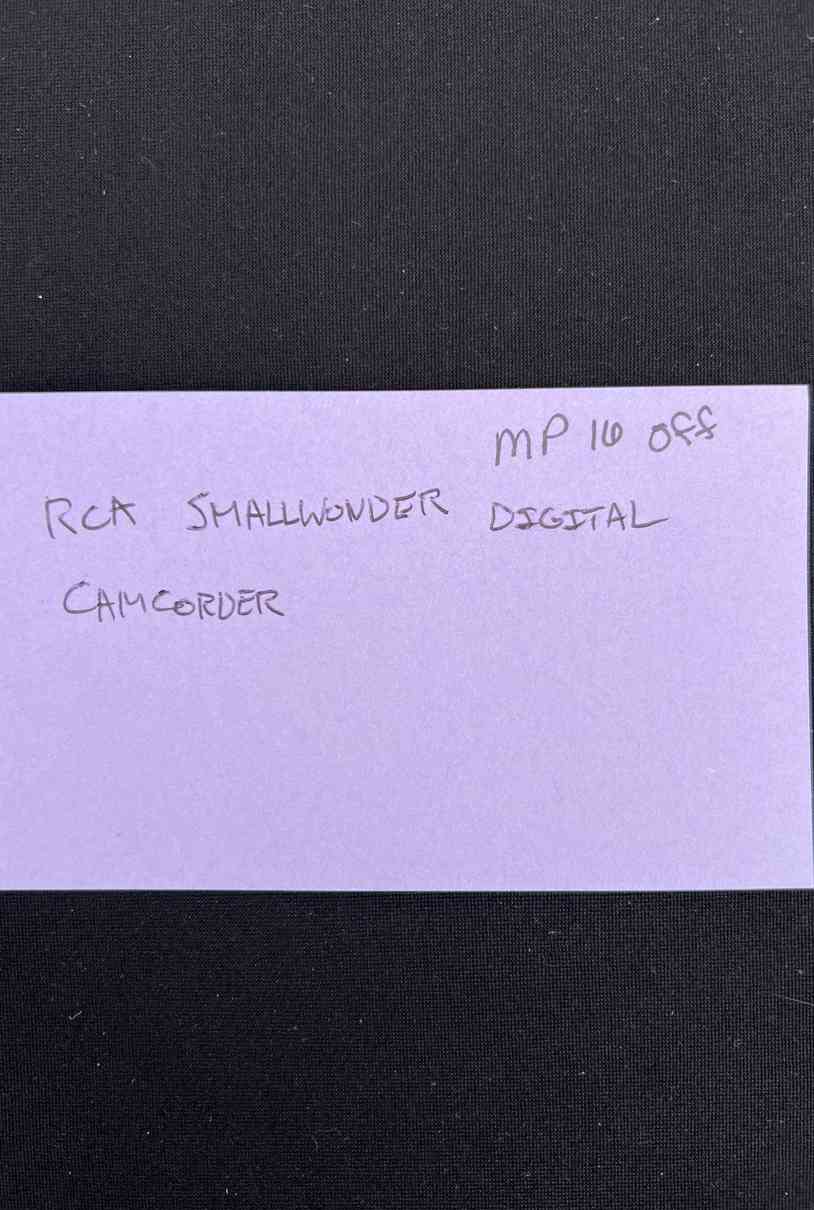 MP 16 Off
RCA SMALLWONDER DIGITAL
CAMCORDER